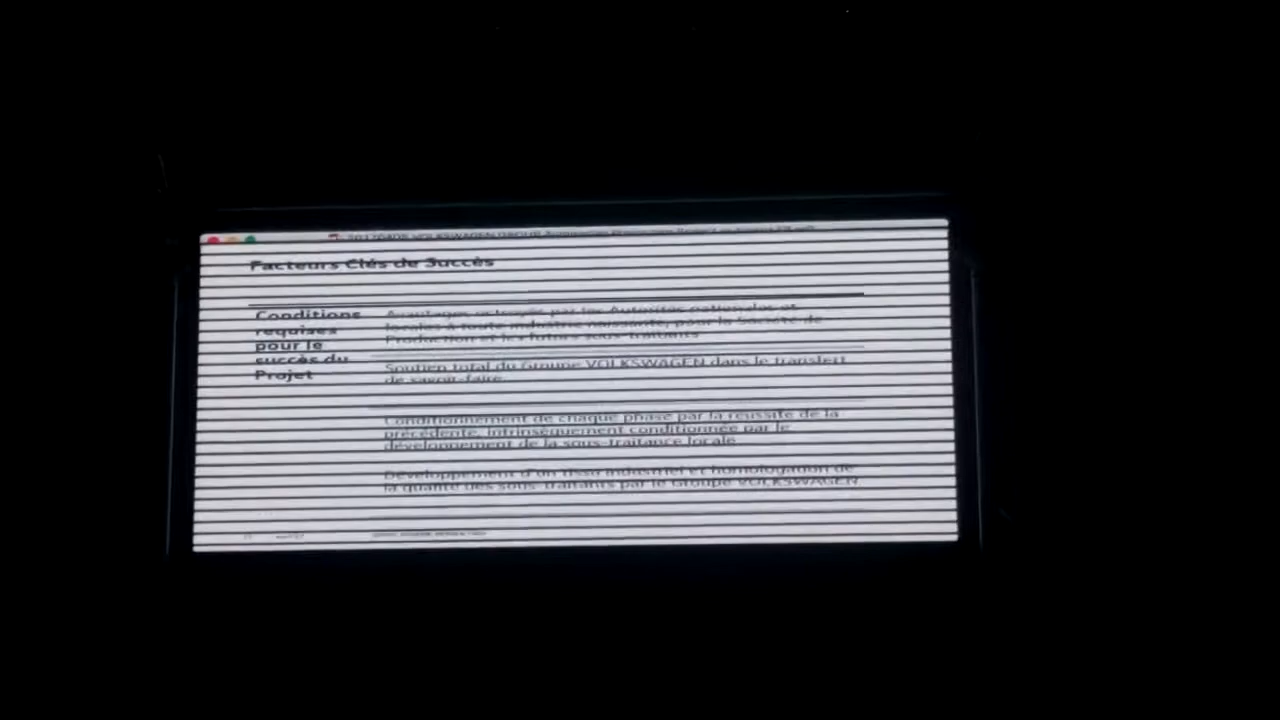 VOLKSWAGEN GROUP
Facteurs Clés de Succès
Conditions
requises
pour le
succès du
Projet
Avantages octroyés par les Autorités nationales et
locales à toute industrie naissante, pour la Société de
Production et les futurs sous-traitants
Soutien total du Groupe VOLKSWAGEN dans le transfert
de savoir-faire
Conditionnement de chaque phase par la réussite de la
précédente, intrinsèquement conditionnée par le
développement de la sous-traitance locale
Développement d'un tissu industriel et homologation de
la qualité des sous-traitants par le Groupe VOLKSWAGEN